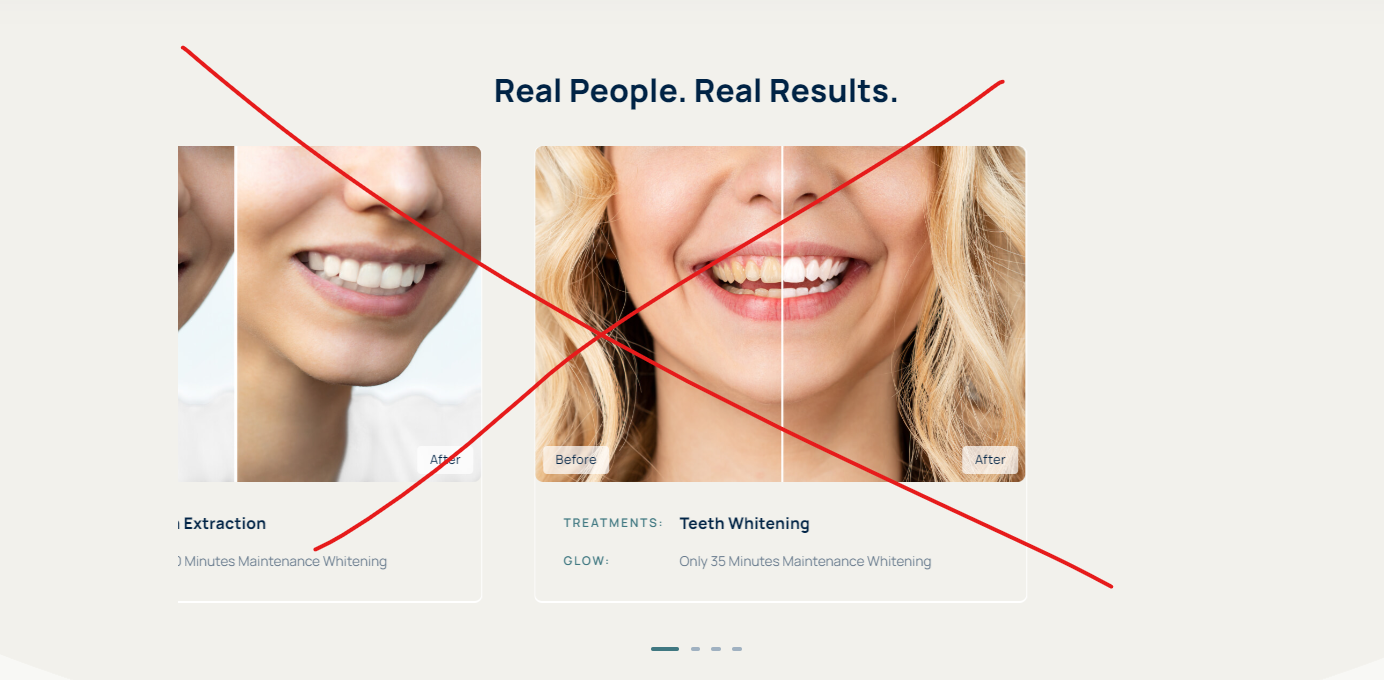 Real People. Real Results.
After
Extraction
0 Minutes Maintenance Whitening
Before
After
TREATMENTS: Teeth Whitening
GLOW: Only 35 Minutes Maintenance Whitening